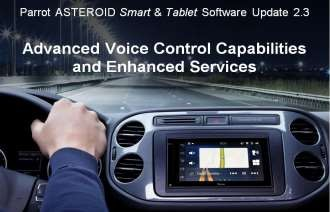 Parrot ASTEROID Smart & Tablet Software Update 2.3
Advanced Voice Control Capabilities
and Enhanced Services